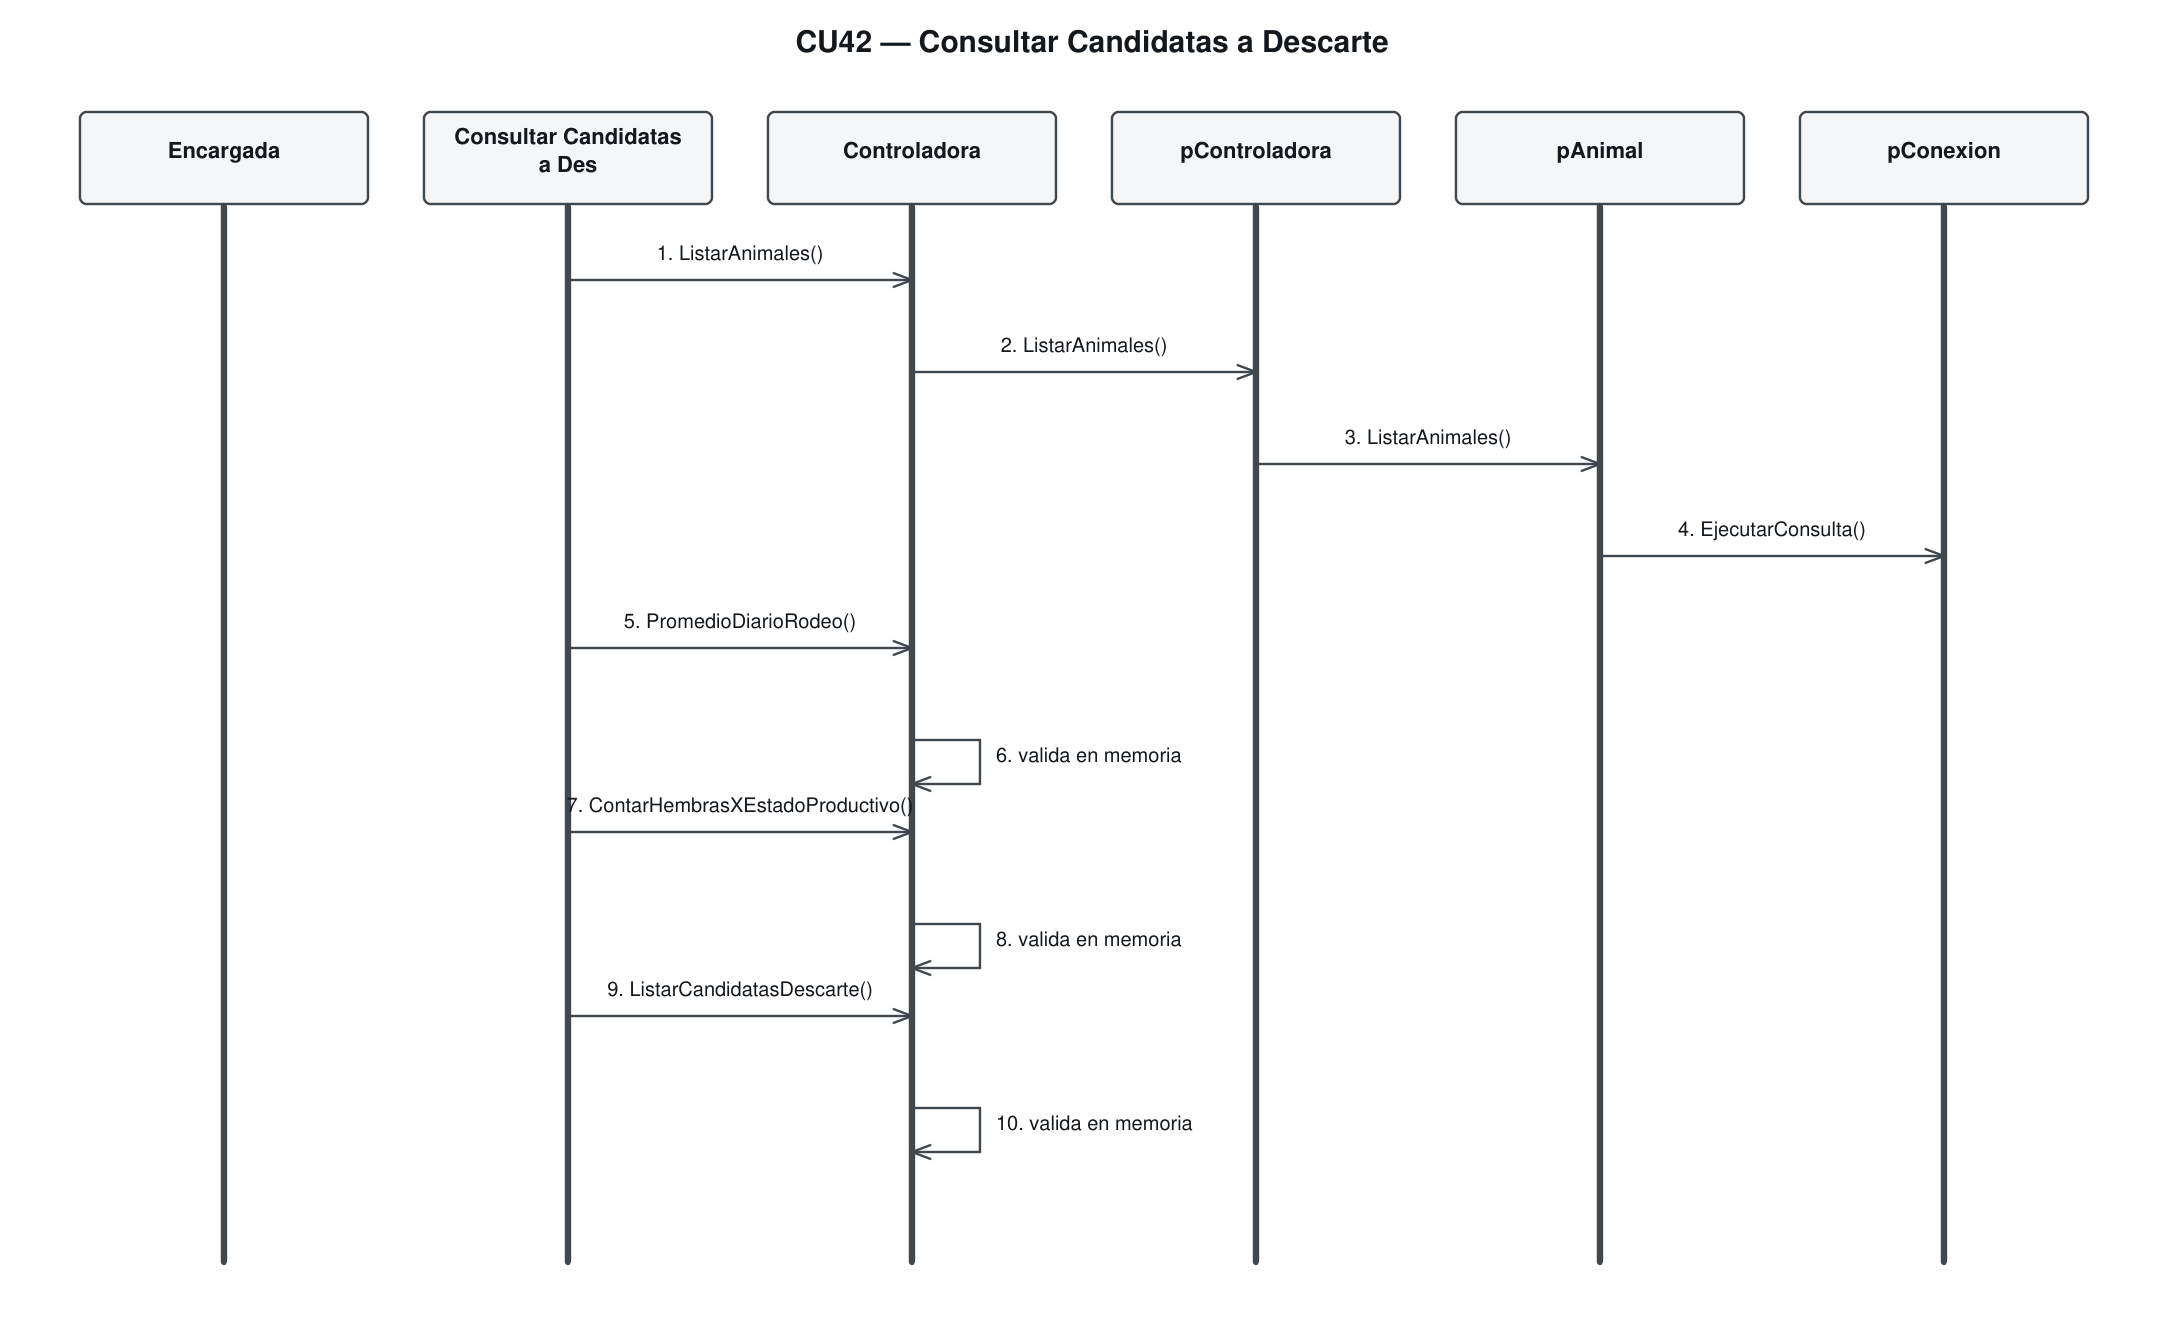 CU42 — Consultar Candidatas a Descarte
Encargada
Consultar Candidatas
a Des
Controladora
pControladora
pAnimal
pConexion
1. ListarAnimales()
2. ListarAnimales()
3. ListarAnimales()
4. EjecutarConsulta()
5. PromedioDiarioRodeo()
6. valida en memoria
7. ContarHembrasXEstadoProductivo()
8. valida en memoria
9. ListarCandidatasDescarte()
10. valida en memoria